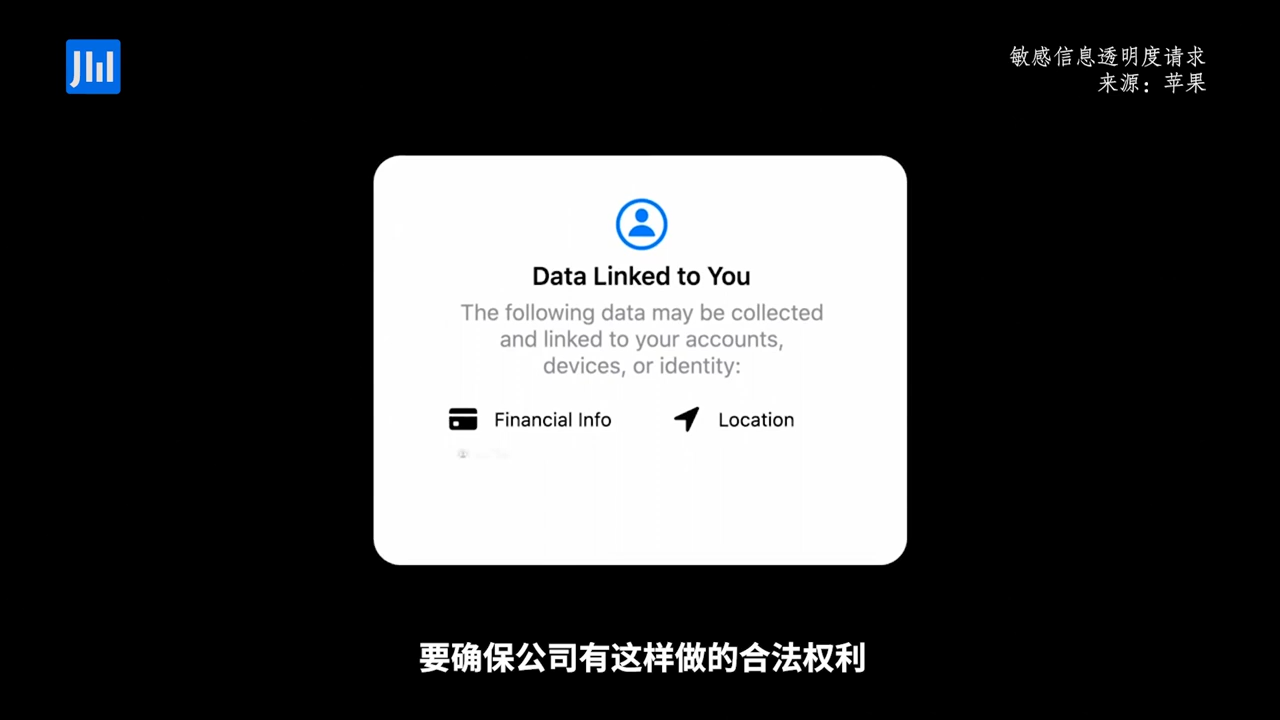 敏感信息透明度请求
来源：苹果
Data Linked to You
The following data may be collected
and linked to your accounts,
devices, or identity:
Financial Info
Location
要确保公司有这样做的合法权利